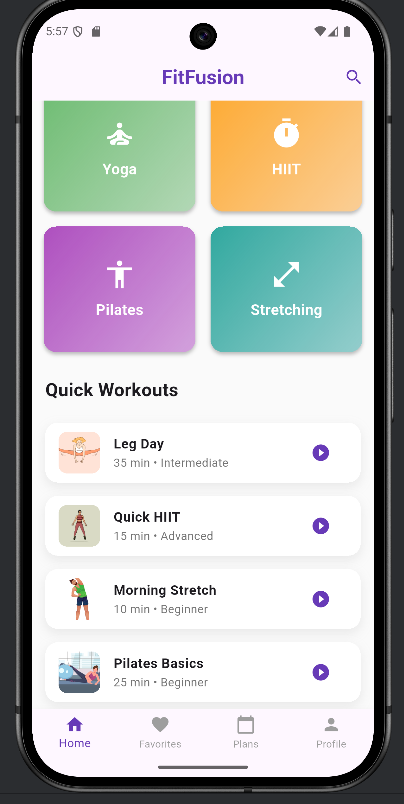 5:57
FitFusion
Yoga
HIIT
Pilates
Stretching
Quick Workouts
Leg Day
35 min • Intermediate
Quick HIIT
15 min • Advanced
Morning Stretch
10 min • Beginner
Pilates Basics
25 min • Beginner
Home
Favorites
Plans
Profile